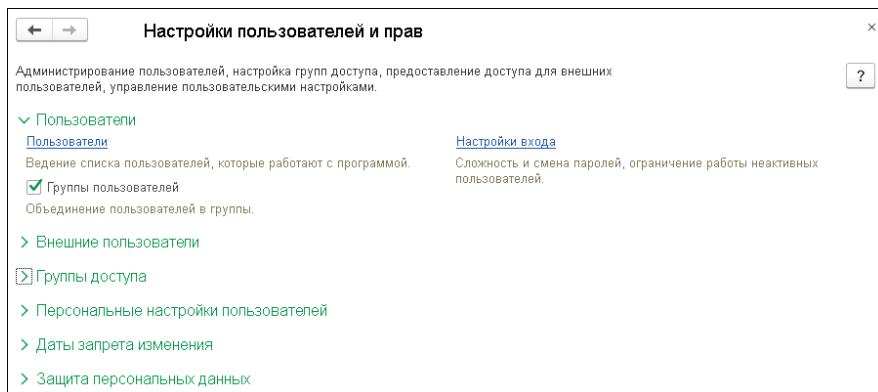 Настройки пользователей и прав
Администрирование пользователей, настройка групп доступа, предоставление доступа для внешних
пользователей, управление пользовательскими настройками.
?
Пользователи
Пользователи
Настройки входа
Ведение списка пользователей, которые работают с программой.
Сложность и смена паролей, ограничение работы неактивных
пользователей.
Группы пользователей
Объединение пользователей в группы.
Внешние пользователи
Группы доступа
Персональные настройки пользователей
Даты запрета изменения
Защита персональных данных